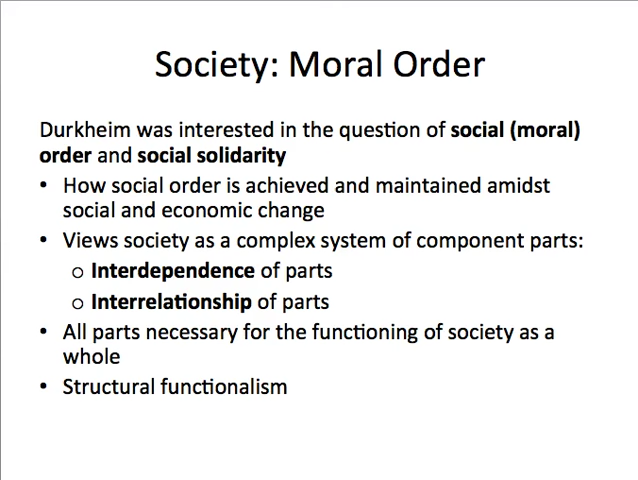 Society: Moral Order
Durkheim was interested in the question of social (moral)
order and social solidarity
• How social order is achieved and maintained amidst
social and economic change
• Views society as a complex system of component parts:
o Interdependence of parts
o Interrelationship of parts
• All parts necessary for the functioning of society as a
whole
• Structural functionalism